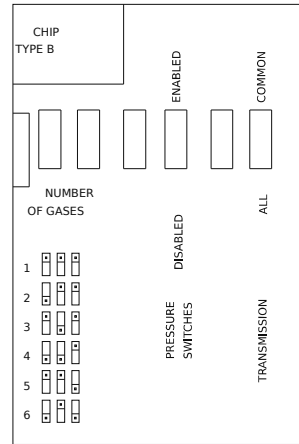 CHIP
TYPE B
ENABLED
COMMON
NUMBER
OF GASES
DISABLED
ALL
1
2
3
4
5
6
PRESSURE
SWITCHES
TRANSMISSION